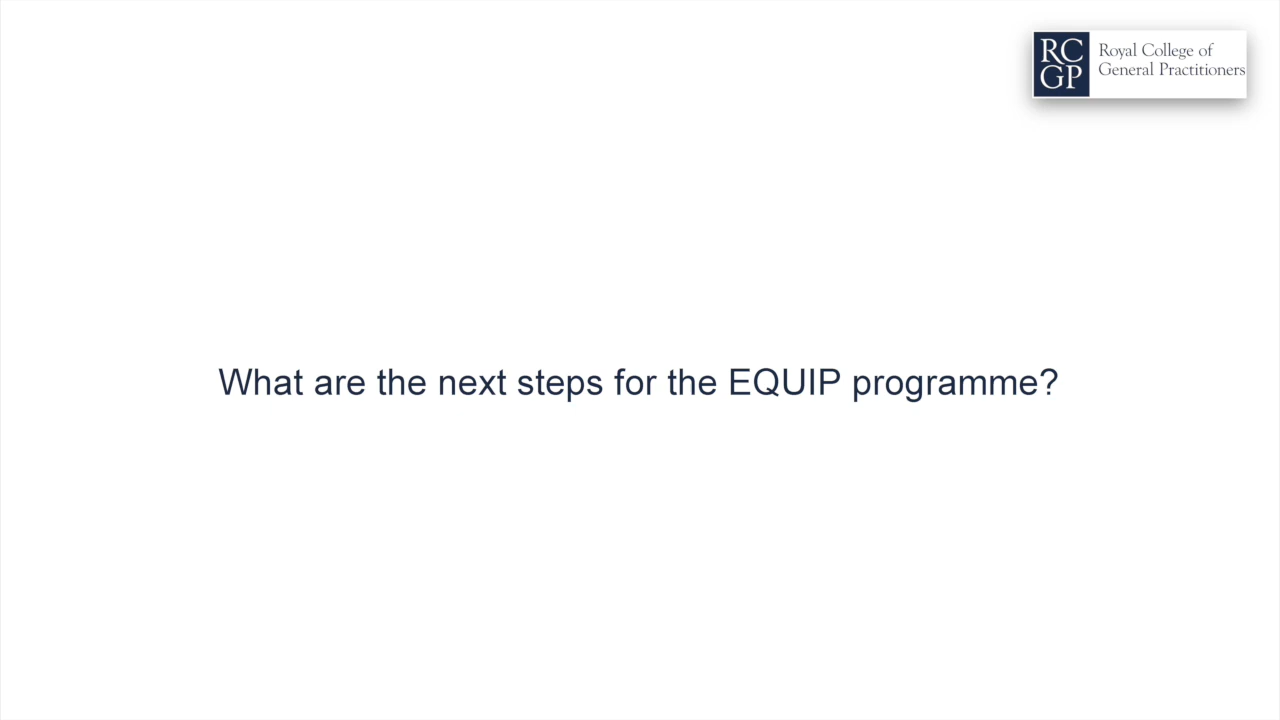 RC
GP
Royal College of
General Practitioners
What are the next steps for the EQUIP programme?